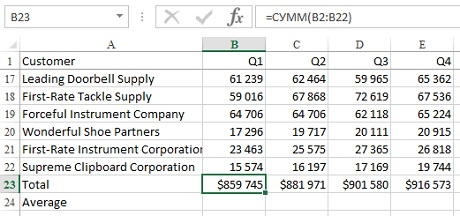 B23 fx =СУММ(B2:B22)
A B C D E
1 Customer Q1 Q2 Q3 Q4
17 Leading Doorbell Supply 61 239 62 464 59 965 65 362
18 First-Rate Tackle Supply 59 016 67 868 72 619 67 536
19 Forceful Instrument Company 64 706 64 706 62 118 65 224
20 Wonderful Shoe Partners 17 296 19 717 20 111 20 915
21 First-Rate Instrument Corporation 23 463 25 575 27 365 26 818
22 Supreme Clipboard Corporation 15 574 16 197 17 169 19 744
23 Total $859 745 $881 971 $901 580 $916 573
24 Average